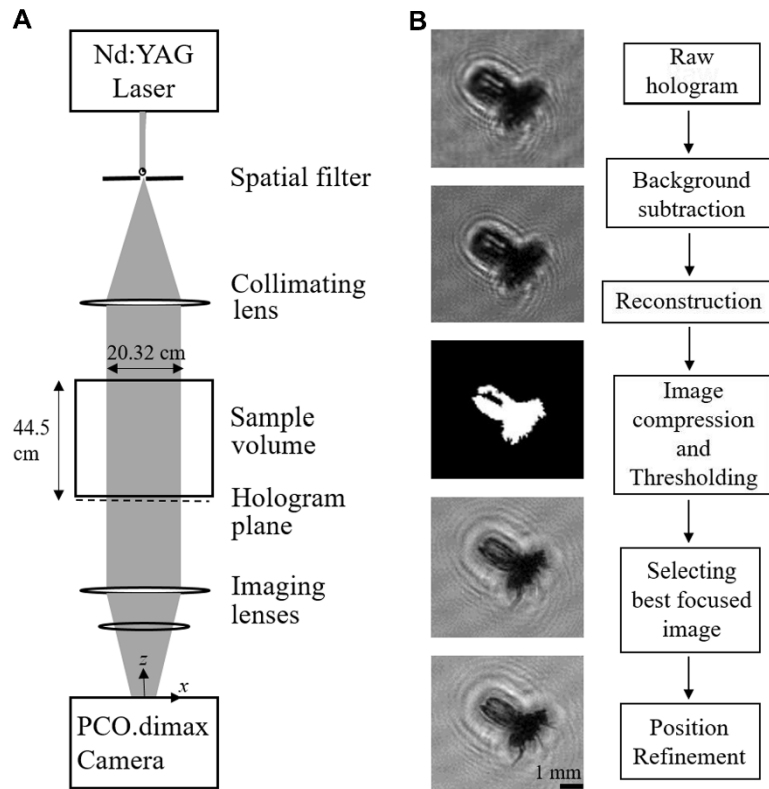 A
Nd:YAG
Laser
Spatial filter
Collimating
lens
20.32 cm
44.5
cm
Sample
volume
Hologram
plane
Imaging
lenses
z
x
PCO.dimax
Camera
B
1 mm
Raw
hologram
Background
subtraction
Reconstruction
Image
compression
and
Thresholding
Selecting
best focused
image
Position
Refinement